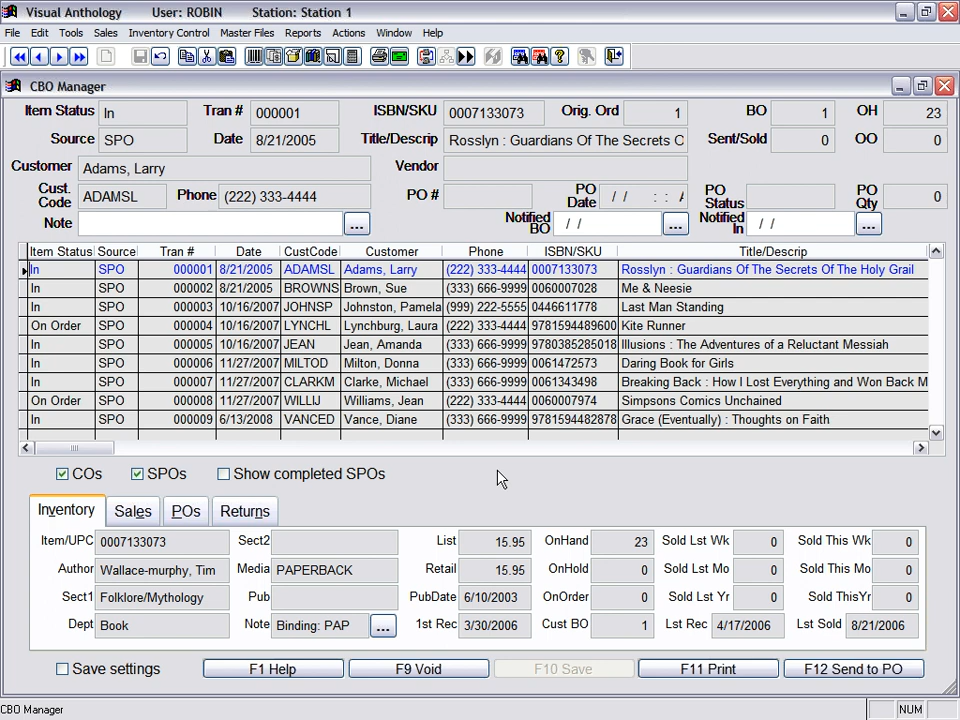 Visual Anthology User: ROBIN Station: Station 1
File Edit Tools Sales Inventory Control Master Files Reports Actions Window Help
CBO Manager
Item Status In Tran # 000001 ISBN/SKU 0007133073 Orig. Ord 1 BO 1 OH 23
Source SPO Date 8/21/2005 Title/Descrip Rosslyn : Guardians Of The Secrets O Sent/Sold 0 OO 0
Customer Adams, Larry Vendor
Cust. Code ADAMSL Phone (222) 333-4444 PO # PO Date / / : : PO Status PO Qty 0
Note ... Notified BO / / ... Notified In / / ...
Item Status Source Tran # Date CustCode Customer Phone ISBN/SKU Title/Descrip
In SPO 000001 8/21/2005 ADAMSL Adams, Larry (222) 333-4444 0007133073 Rosslyn : Guardians Of The Secrets Of The Holy Grail
In SPO 000002 8/21/2005 BROWNS Brown, Sue (333) 666-9999 0060007028 Me & Neesie
In SPO 000003 10/16/2007 JOHNSP Johnston, Pamela (999) 222-5555 0446611778 Last Man Standing
On Order SPO 000004 10/16/2007 LYNCHL Lynchburg, Laura (222) 333-4444 9781594489600 Kite Runner
In SPO 000005 10/16/2007 JEAN Jean, Amanda (333) 666-9999 9780385285018 Illusions : The Adventures of a Reluctant Messiah
In SPO 000006 11/27/2007 MILTOD Milton, Donna (333) 666-9999 0061472573 Daring Book for Girls
In SPO 000007 11/27/2007 CLARKM Clarke, Michael (333) 666-9999 0061343498 Breaking Back : How I Lost Everything and Won Back M
On Order SPO 000008 11/27/2007 WILLIJ Williams, Jean (222) 333-4444 0060007974 Simpsons Comics Unchained
In SPO 000009 6/13/2008 VANCED Vance, Diane (333) 666-9999 9781594482878 Grace (Eventually) : Thoughts on Faith
COs SPOs Show completed SPOs
Inventory Sales POs Returns
Item/UPC 0007133073 Sect2 List 15.95 OnHand 23 Sold Lst Wk 0 Sold This Wk 0
Author Wallace-murphy, Tim Media PAPERBACK Retail 15.95 OnHold 0 Sold Lst Mo 0 Sold This Mo 0
Sect1 Folklore/Mythology Pub PubDate 6/10/2003 OnOrder 0 Sold Lst Yr 0 Sold ThisYr 0
Dept Book Note Binding: PAP ... 1st Rec 3/30/2006 Cust BO 1 Lst Rec 4/17/2006 Lst Sold 8/21/2006
Save settings F1 Help F9 Void F10 Save F11 Print F12 Send to PO
CBO Manager NUM